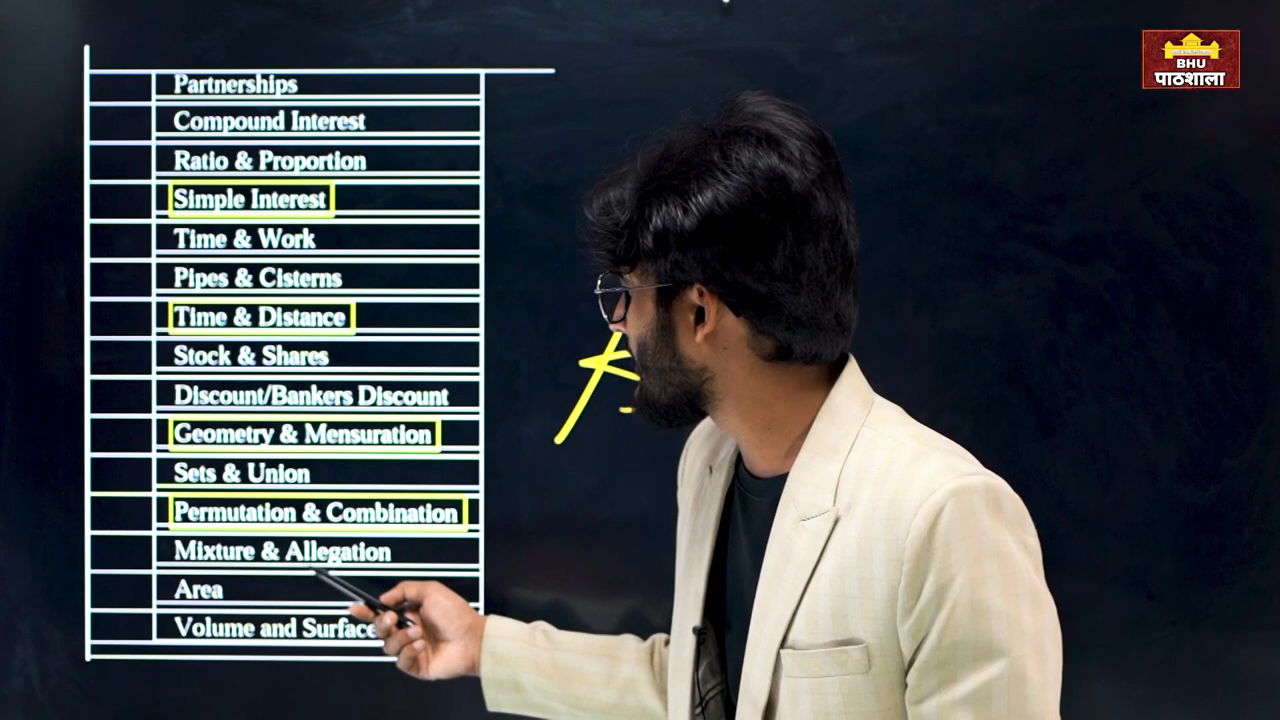 Partnerships
Compound Interest
Ratio & Proportion
Simple Interest
Time & Work
Pipes & Cisterns
Time & Distance
Stock & Shares
Discount/Bankers Discount
Geometry & Mensuration
Sets & Union
Permutation & Combination
Mixture & Allegation
Area
Volume and Surface
BHU
पाठशाला